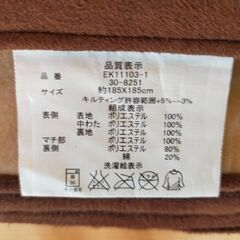 品質表示
品番 EK11103-1
30-8251
サイズ 約185X185cm
キルティング許容範囲+5%~-3%
組成表示
表側 表地 ポリエステル 100%
中わた ポリエステル 100%
裏地 ポリエステル 100%
マチ部 ポリエステル 100%
裏側 ポリエステル 80%
綿 20%
洗濯絵表示